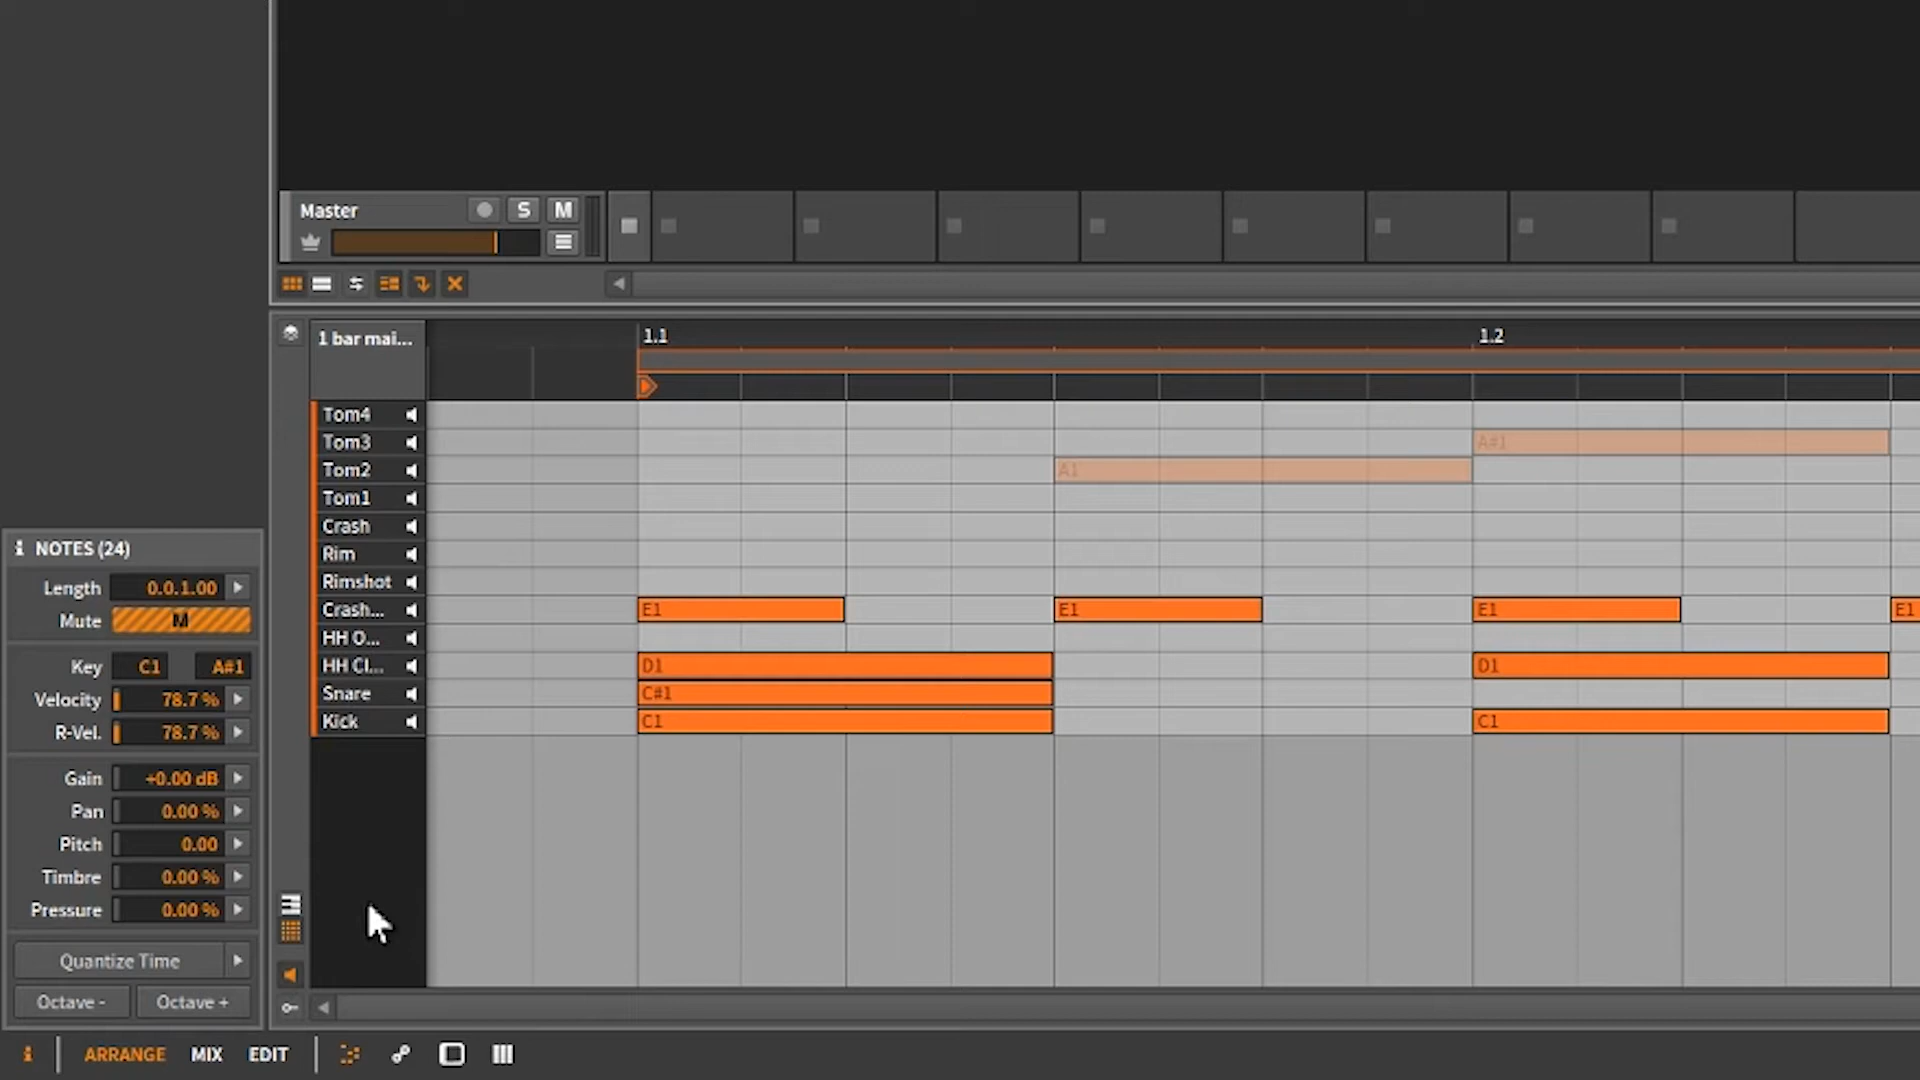 Master S M
1 bar mai... 1.1 1.2
Tom4
Tom3 A#1
Tom2 A1
Tom1
Crash
Rim
Rimshot
Crash... E1 E1 E1 E1
HH O...
HH Cl... D1 D1
Snare C#1
Kick C1 C1
NOTES (24)
Length 0.0.1.00
Mute M
Key C1 A#1
Velocity 78.7 %
R-Vel. 78.7 %
Gain +0.00 dB
Pan 0.00 %
Pitch 0.00
Timbre 0.00 %
Pressure 0.00 %
Quantize Time
Octave - Octave +
i ARRANGE MIX EDIT